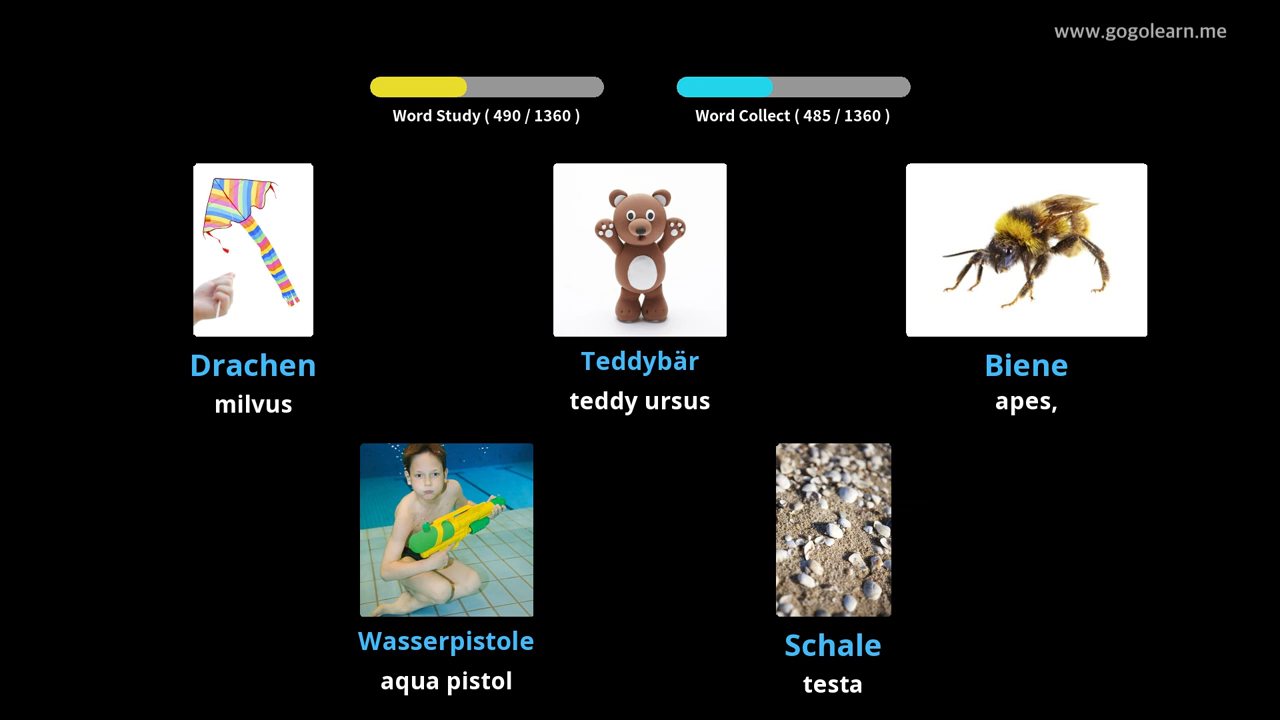 www.gogolearn.me
Word Study ( 490 / 1360 )
Word Collect ( 485 / 1360 )
Drachen
milvus
Teddybär
teddy ursus
Biene
apes,
Wasserpistole
aqua pistol
Schale
testa